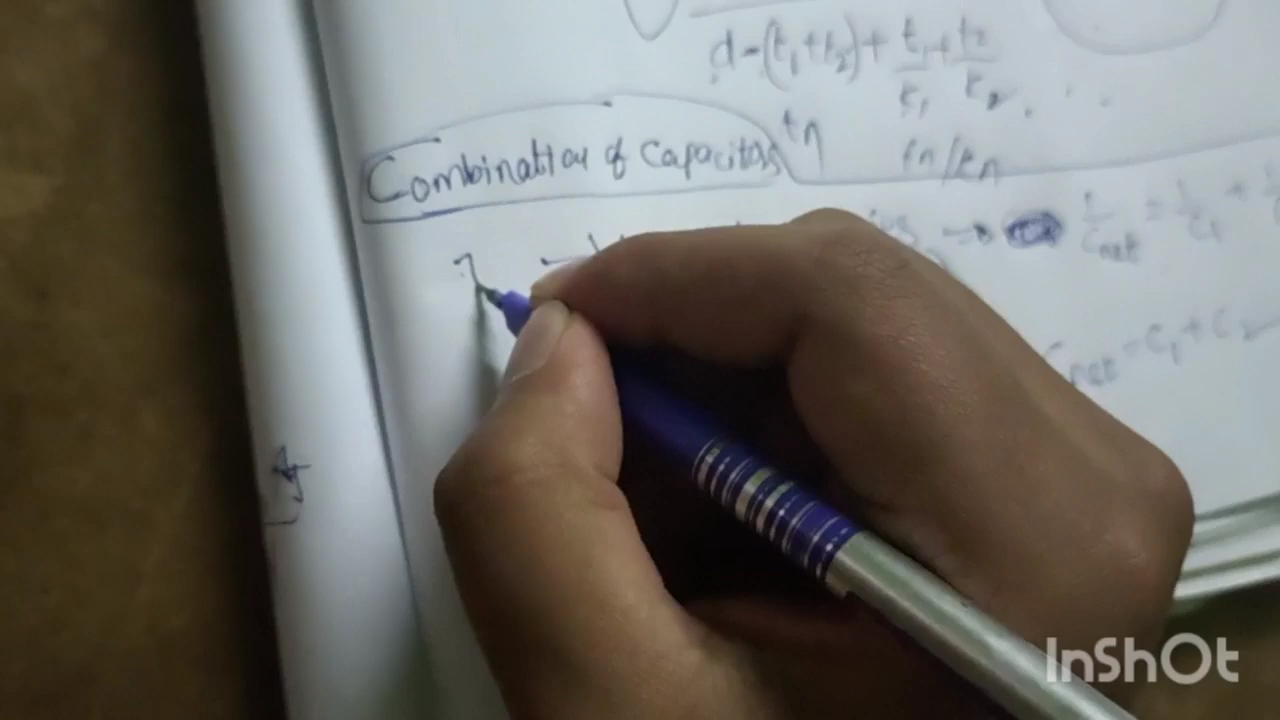 d-(t₁+t₂)+ t₁/k₁ + t₂/k₂
Combination of Capacitors tn tn/kn
→ 1/Cnet = 1/C₁ +
net = C₁ + C₂
InShOt